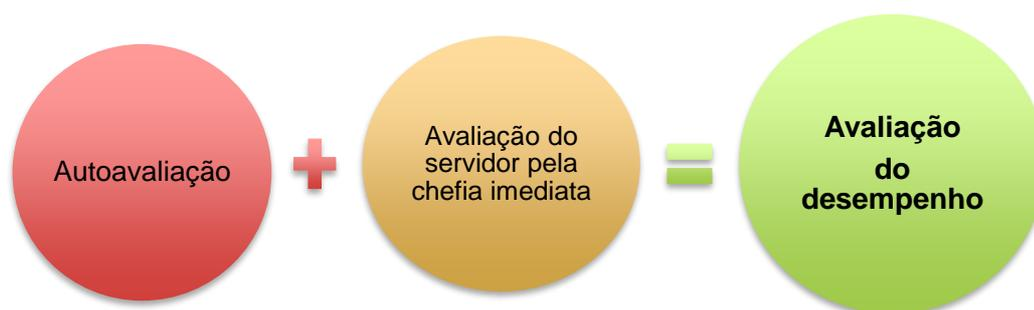 Autoavaliação
Avaliação do
servidor pela
chefia imediata
Avaliação
do
desempenho